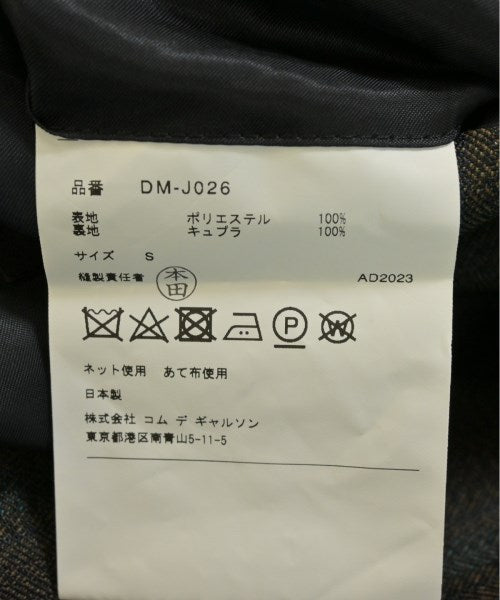 品番 DM-J026
表地 ポリエステル 100%
裏地 キュプラ 100%
サイズ S
縫製責任者 本田 AD2023
P W
ネット使用 あて布使用
日本製
株式会社 コム デ ギャルソン
東京都港区南青山5-11-5